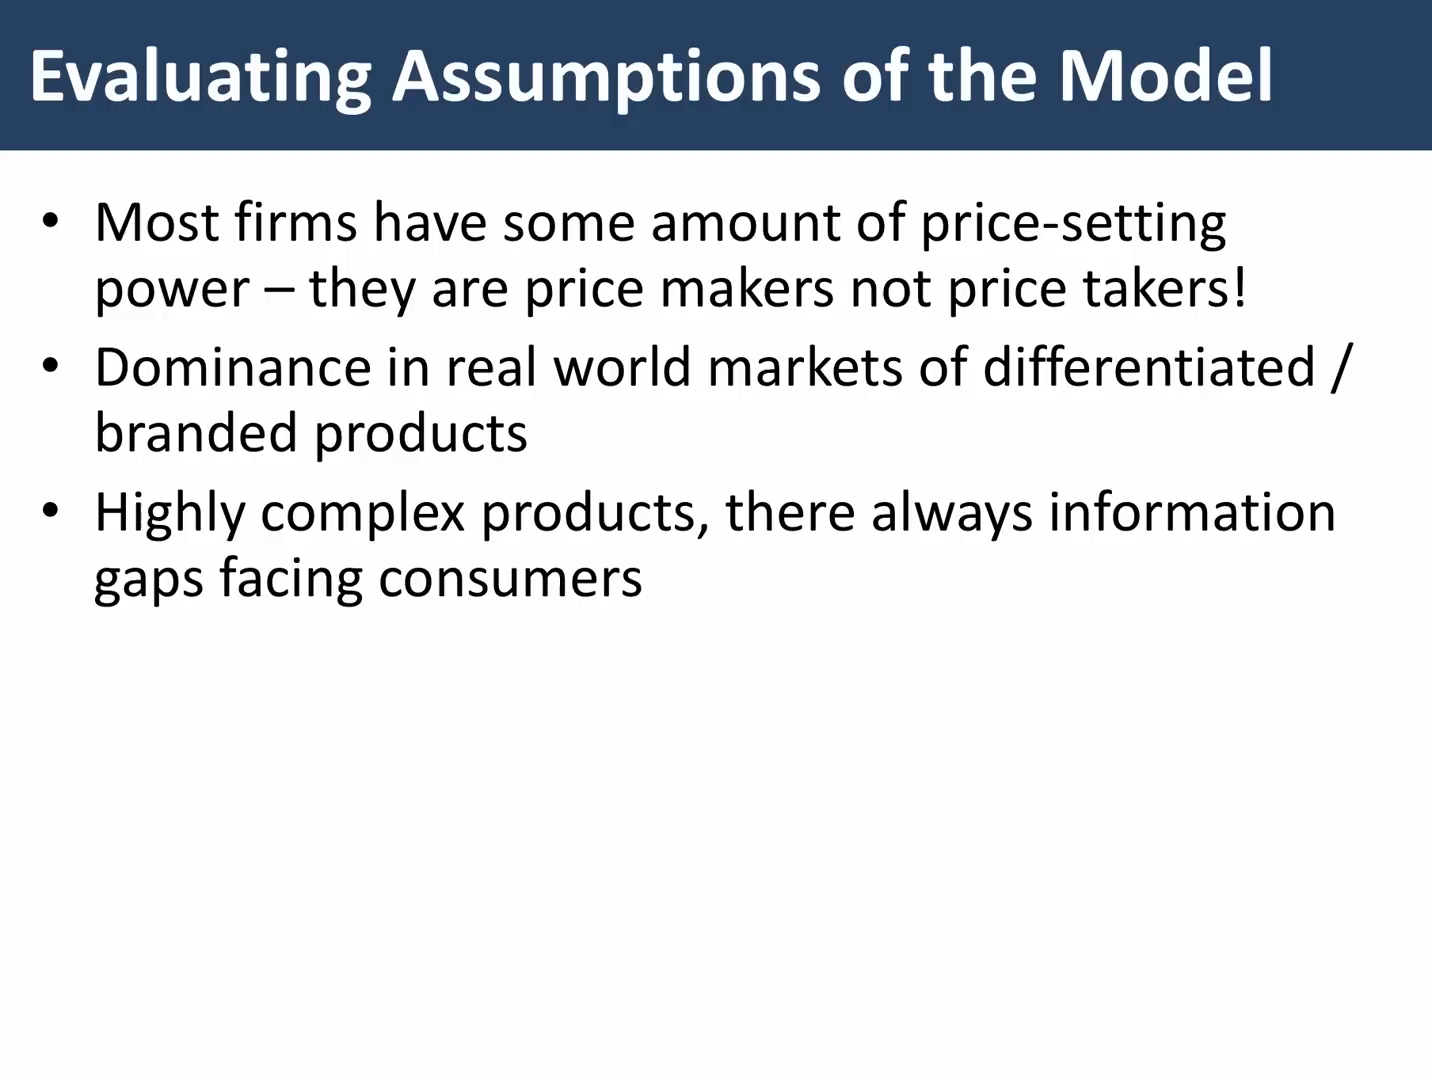 Evaluating Assumptions of the Model
• Most firms have some amount of price-setting
power – they are price makers not price takers!
• Dominance in real world markets of differentiated /
branded products
• Highly complex products, there always information
gaps facing consumers